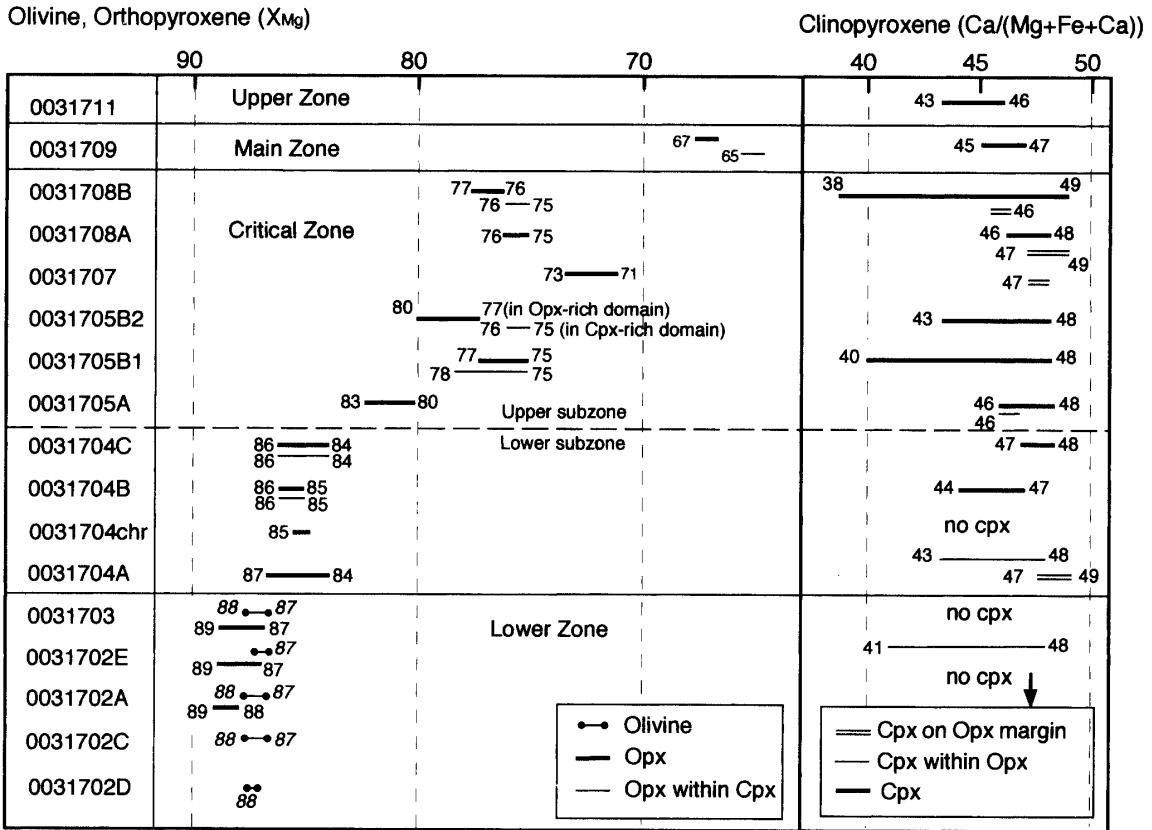 Olivine, Orthopyroxene (XMg)
Clinopyroxene (Ca/(Mg+Fe+Ca))
90 80 70 40 45 50
0031711 Upper Zone 43 46
0031709 Main Zone 67 45 47
65
0031708B 77 76 38 49
76 75 46
0031708A Critical Zone 76 75 46 48
47 49
0031707 73 71 47
0031705B2 80 77 (in Opx-rich domain) 43 48
76 75 (in Cpx-rich domain)
0031705B1 77 75 40 48
78 75
0031705A 83 80 46 48
Upper subzone 46
0031704C 86 84 Lower subzone 47 48
86 84
0031704B 86 85 44 47
86 85
0031704chr 85 no cpx
43 48
0031704A 87 84 47 49
0031703 88 87 no cpx
89 87 Lower Zone
0031702E 87 41 48
89 87
0031702A 88 87 no cpx
89 88
0031702C 88 87
0031702D 88
Olivine
Opx
Opx within Cpx
Cpx on Opx margin
Cpx within Opx
Cpx